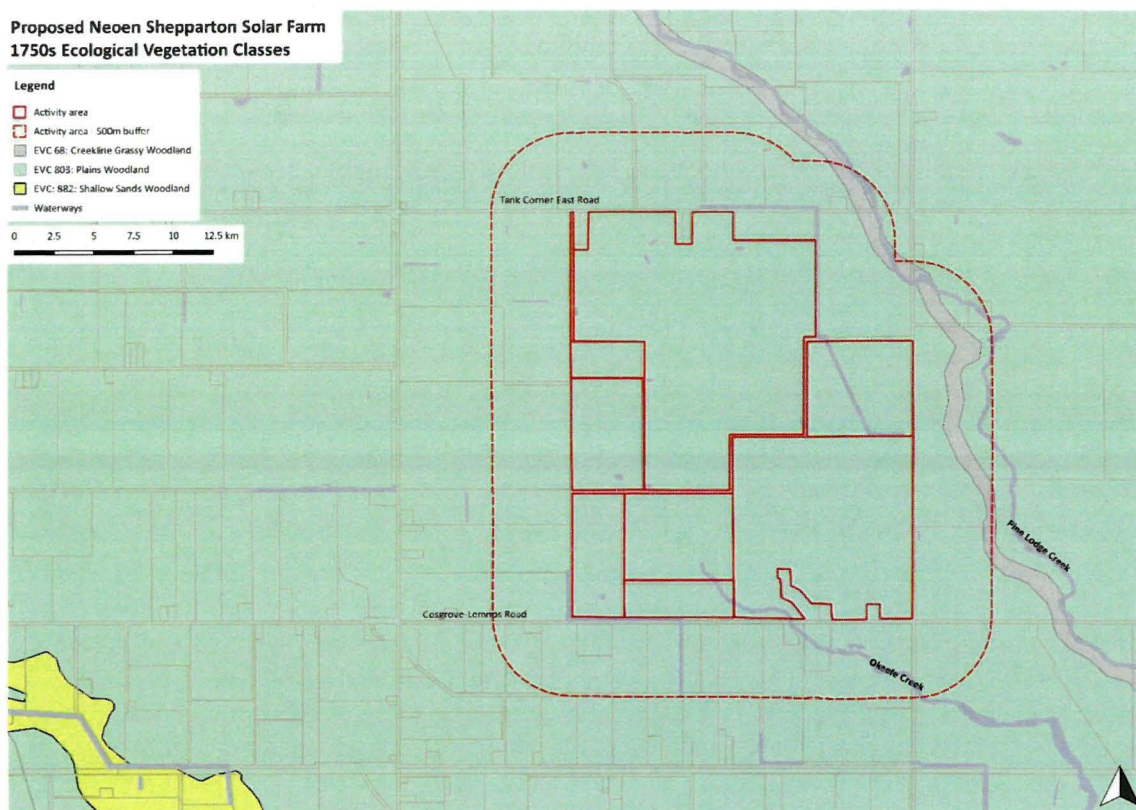 Proposed Neoen Shepparton Solar Farm
1750s Ecological Vegetation Classes
Legend
Activity area
Activity area - 500m buffer
EVC 68: Creekline Grassy Woodland
EVC 803: Plains Woodland
EVC: 882: Shallow Sands Woodland
Waterways
0 2.5 5 7.5 10 12.5 km
Tank Corner East Road
Pine Lodge Creek
Cosgrove-Lemnos Road
Okeefe Creek